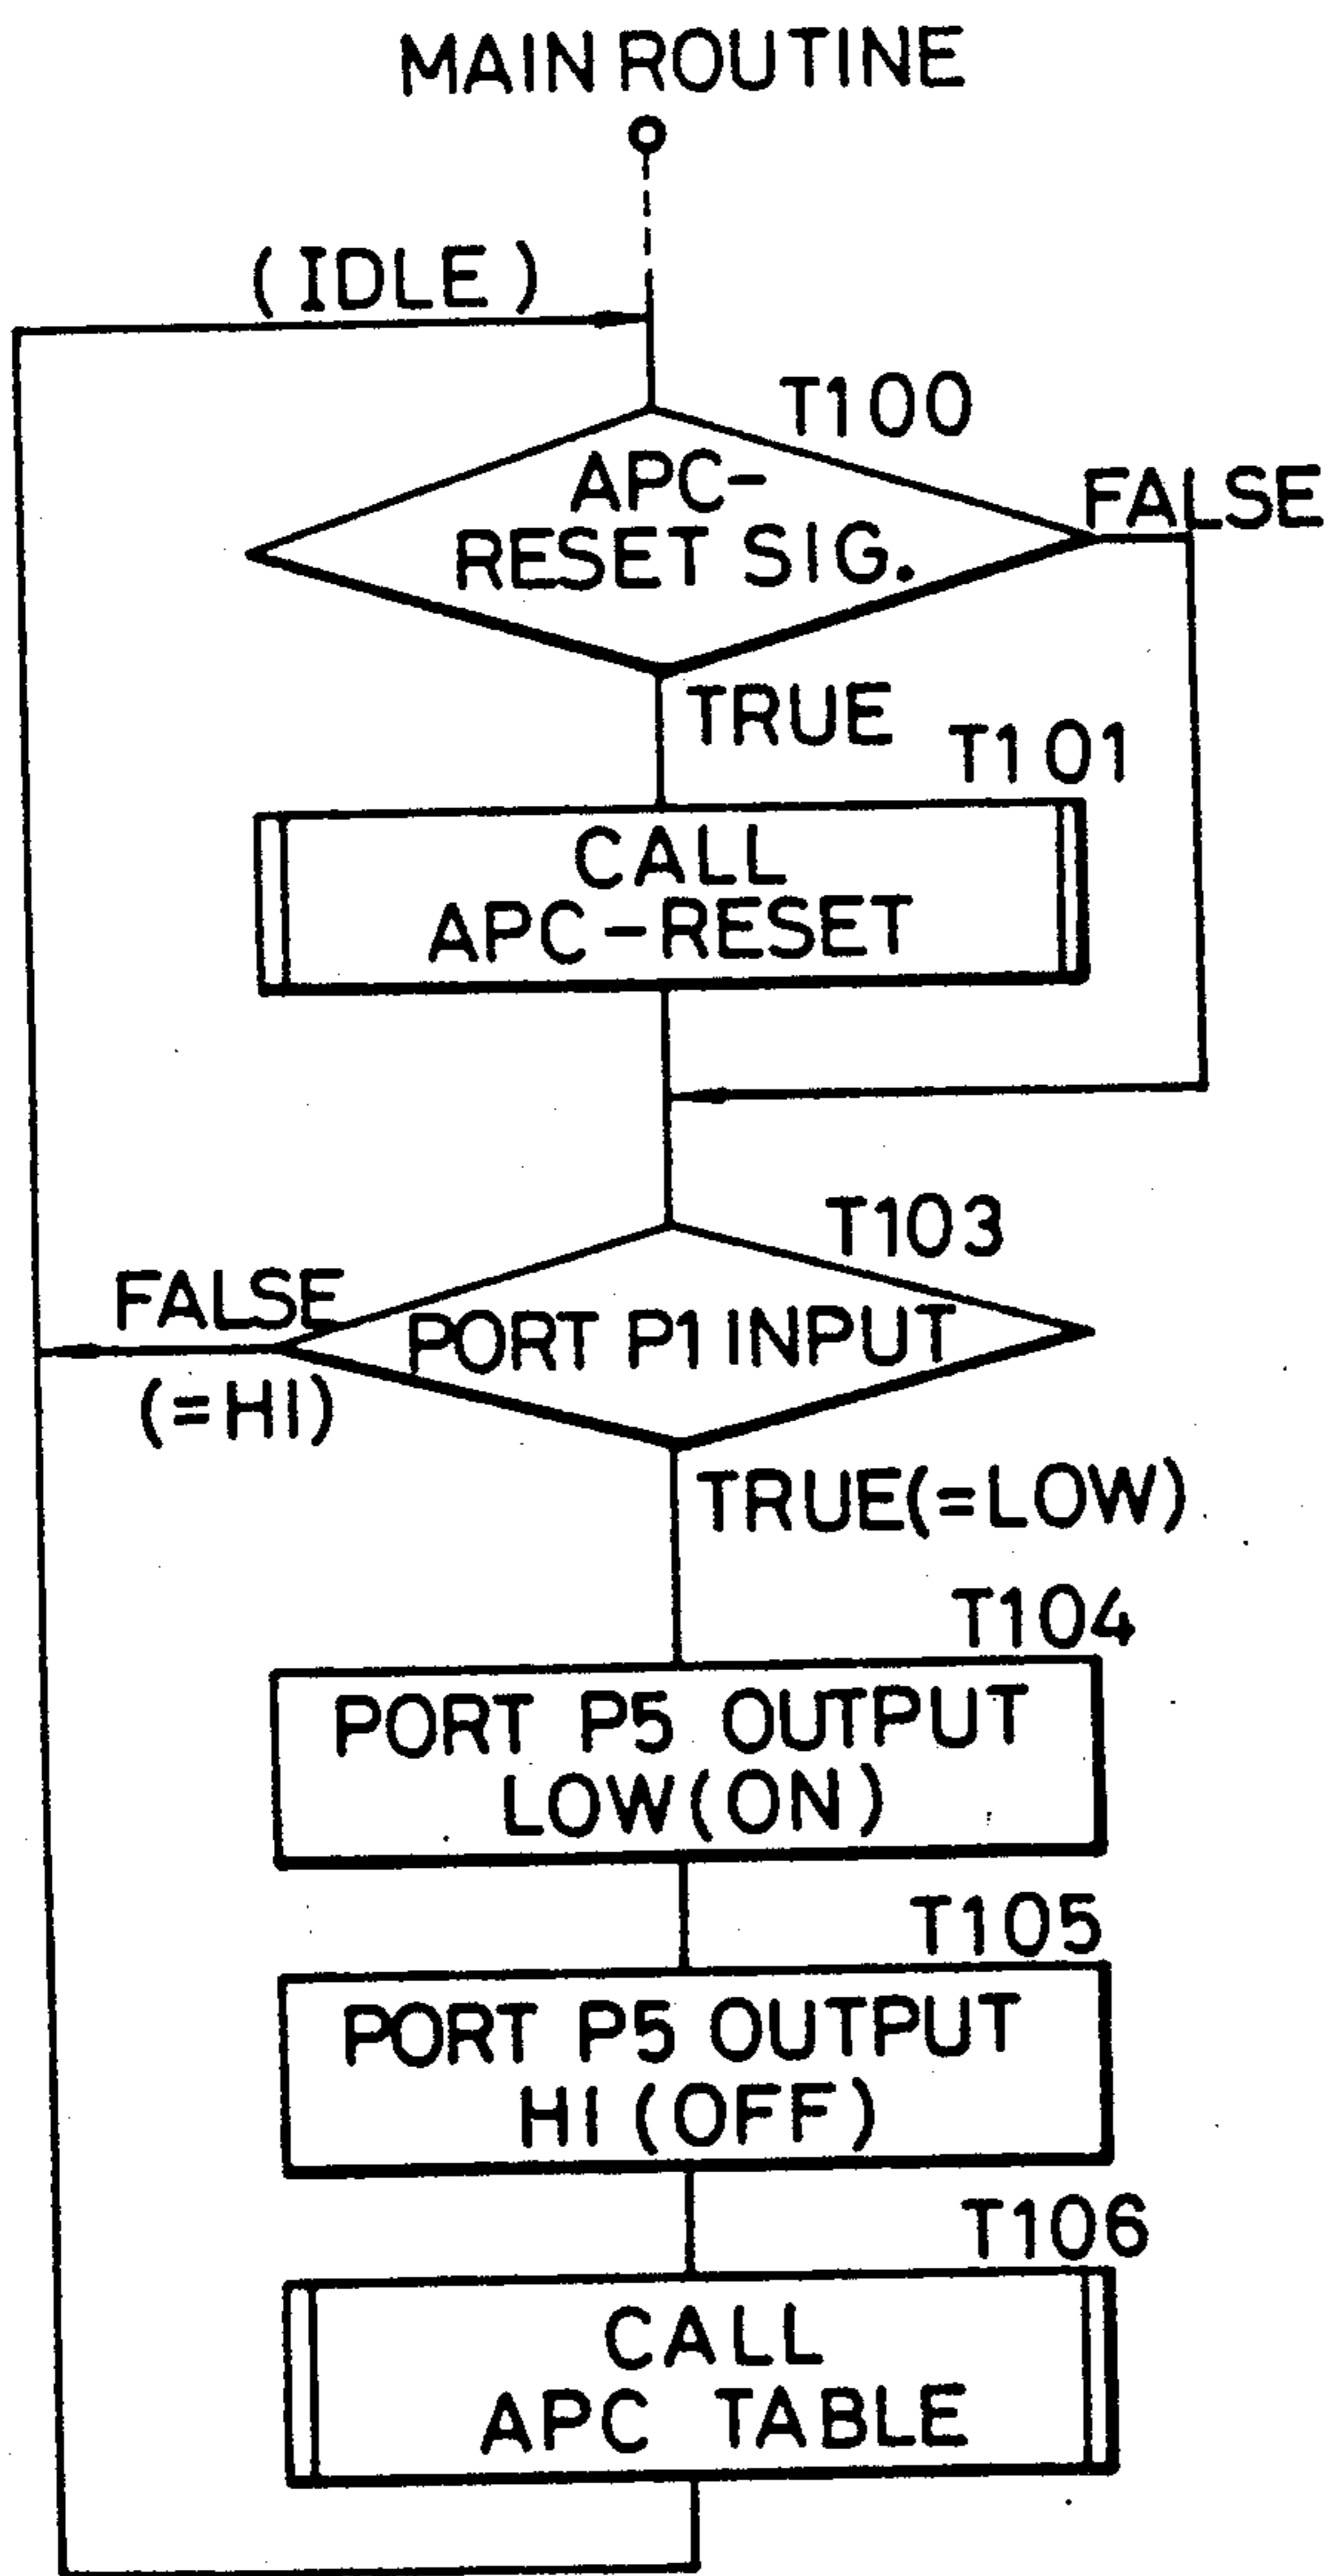 MAIN ROUTINE
(IDLE)
T100
APC-
RESET SIG.
FALSE
TRUE
T101
CALL
APC-RESET
T103
FALSE
PORT P1 INPUT
(=HI)
TRUE(=LOW)
T104
PORT P5 OUTPUT
LOW(ON)
T105
PORT P5 OUTPUT
HI(OFF)
T106
CALL
APC TABLE